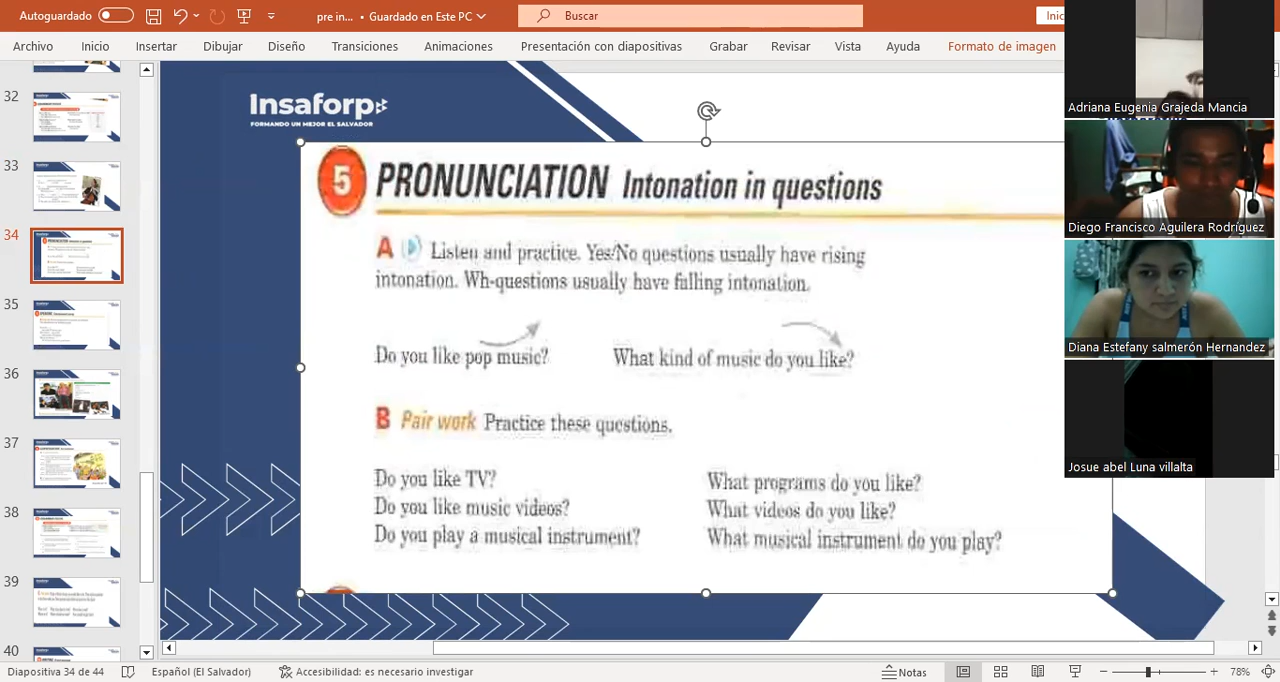 Autoguardado
pre in... • Guardado en Este PC
Buscar
Inic
Archivo Inicio Insertar Dibujar Diseño Transiciones Animaciones Presentación con diapositivas Grabar Revisar Vista Ayuda Formato de imagen
32
33
34
35
36
37
38
39
40
Insaforp
FORMANDO UN MEJOR EL SALVADOR
5 PRONUNCIATION Intonation in questions
A Listen and practice. Yes/No questions usually have rising
intonation. Wh-questions usually have falling intonation.
Do you like pop music? What kind of music do you like?
B Pair work Practice these questions.
Do you like TV? What programs do you like?
Do you like music videos? What videos do you like?
Do you play a musical instrument? What musical instrument do you play?
Adriana Eugenia Grajeda Mancia
Diego Francisco Aguilera Rodríguez
Diana Estefany salmerón Hernandez
Josue abel Luna villalta
Diapositiva 34 de 44 Español (El Salvador) Accesibilidad: es necesario investigar Notas 78%